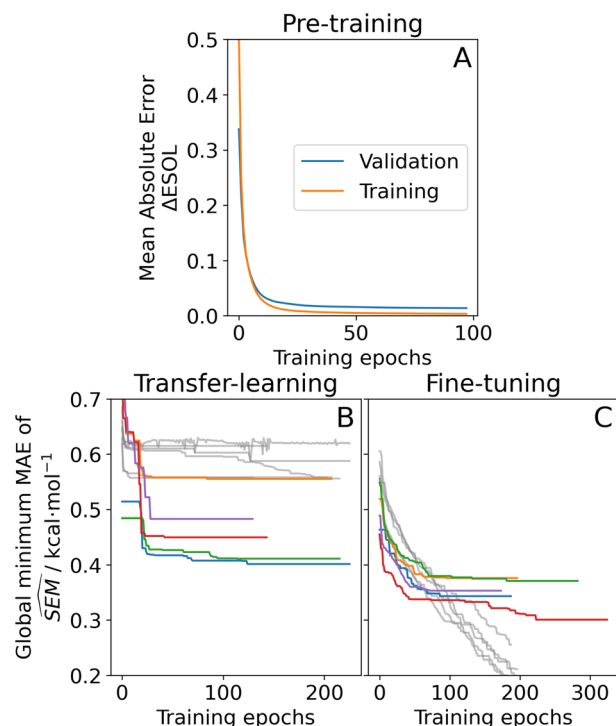 Pre-training
A
0.5
0.4
0.3
0.2
0.1
0.0
Mean Absolute Error
ΔESOL
Validation
Training
0
50
100
Training epochs
Transfer-learning
B
0.7
0.6
0.5
0.4
0.3
0.2
Global minimum MAE of
\widehat{SEM} / kcal·mol⁻¹
0
100
200
Training epochs
Fine-tuning
C
0
100
200
300
Training epochs